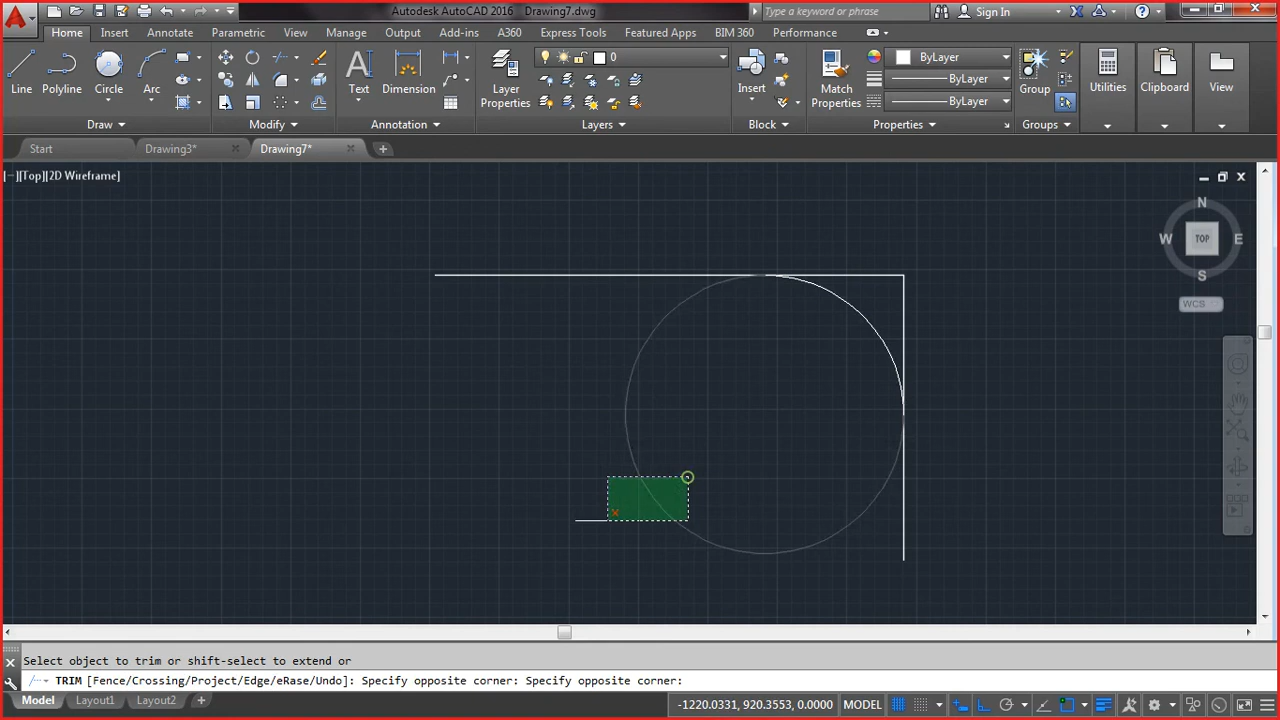 Autodesk AutoCAD 2016 Drawing7.dwg
Type a keyword or phrase
Sign In
Home Insert Annotate Parametric View Manage Output Add-ins A360 Express Tools Featured Apps BIM 360 Performance
0
ByLayer
ByLayer
ByLayer
Line Polyline Circle Arc Text Dimension Layer Properties Insert Match Properties Group Utilities Clipboard View
Draw Modify Annotation Layers Block Properties Groups
Start Drawing3* Drawing7*
[−][Top][2D Wireframe]
N
W TOP E
S
WCS
Select object to trim or shift-select to extend or
TRIM [Fence/Crossing/Project/Edge/eRase/Undo]: Specify opposite corner: Specify opposite corner:
Model Layout1 Layout2 -1220.0331, 920.3553, 0.0000 MODEL